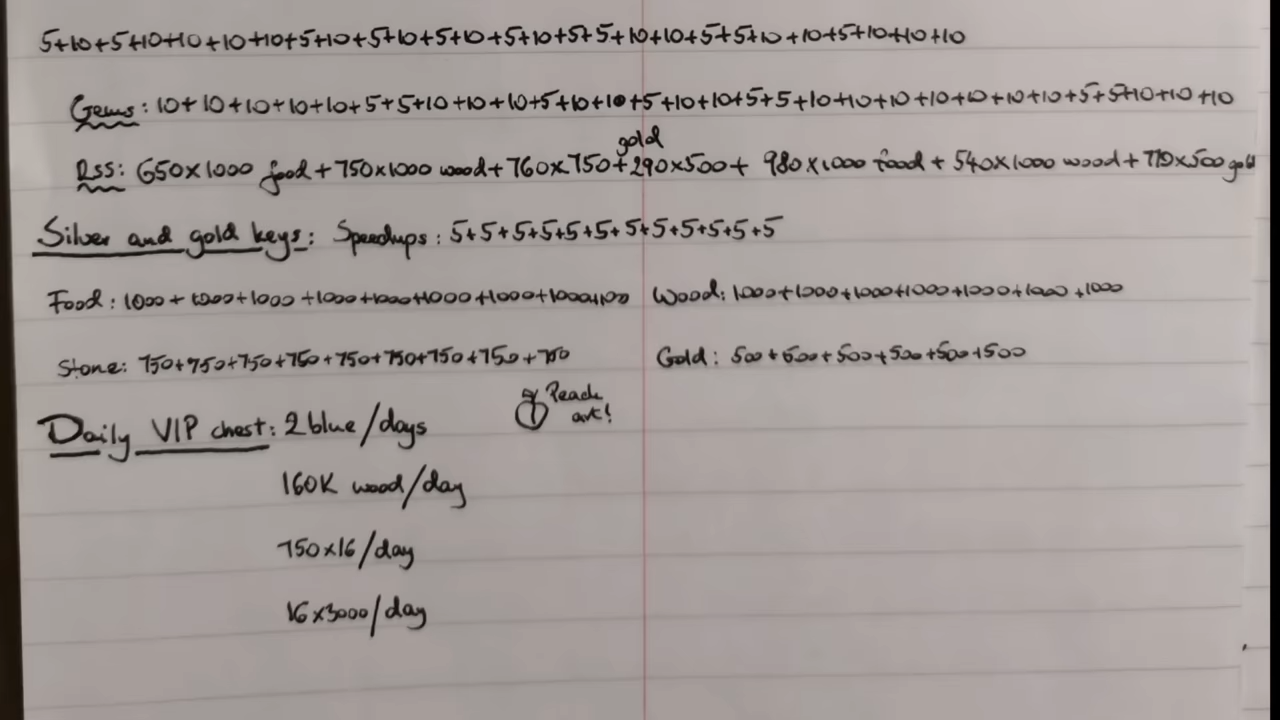 5+10+5+10+10+10+10+5+10+5+10+5+10+5+10+5+5+10+10+5+5+10+10+5+10+10+10
Gems: 10+10+10+10+10+5+5+10+10+10+5+10+10+5+10+10+5+5+10+10+10+10+10+10+10+5+5+10+10+10
gold
Rss: 650x1000 food + 750x1000 wood + 760x750+290x500+ 980x1000 food + 540x1000 wood + 770x500 gold
Silver and gold keys: Speedups: 5+5+5+5+5+5+5+5+5+5+5+5
Food: 1000+1000+1000+1000+1000+1000+1000+1000+1000 Wood: 1000+1000+1000+1000+1000+1000+1000
Stone: 750+750+750+750+750+750+750+750+750 Gold: 500+500+500+500+500+500
Daily VIP chest: 2 blue/days
Peach
art!
160K wood/day
750x16/day
16x3000/day